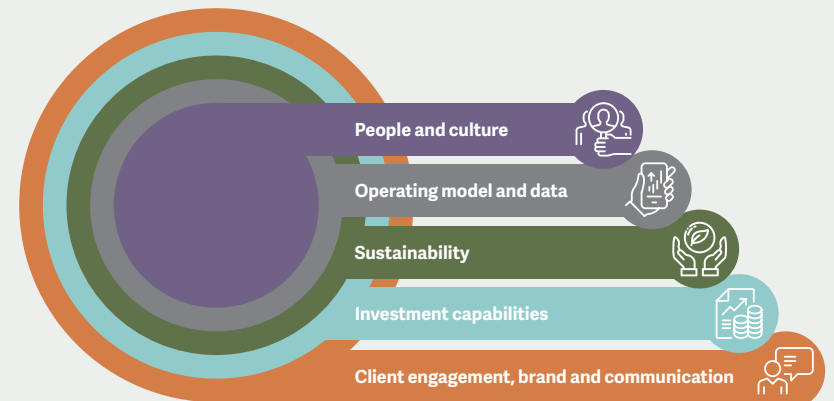 People and culture
Operating model and data
Sustainability
Investment capabilities
Client engagement, brand and communication